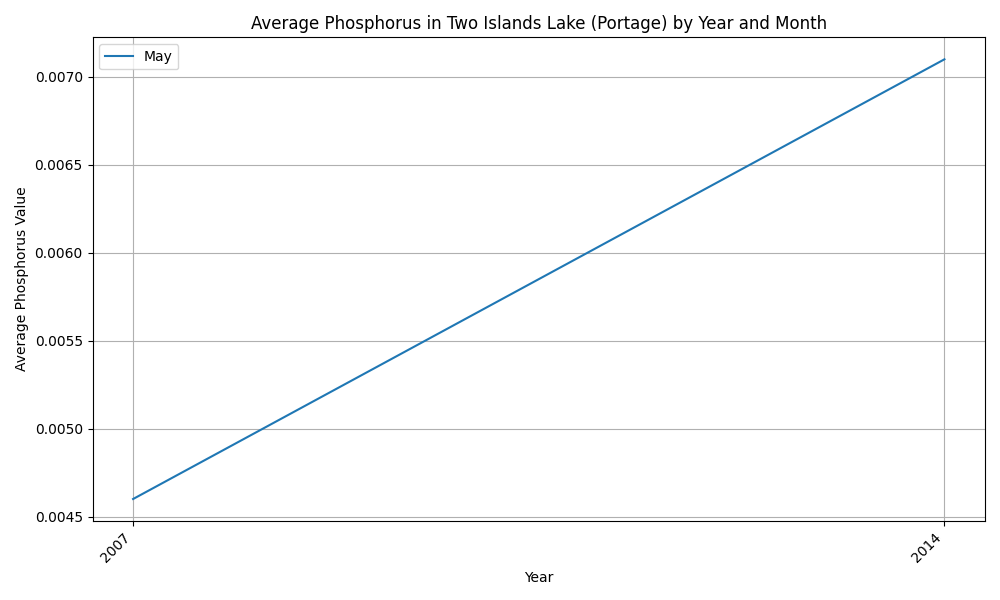 Average Phosphorus in Two Islands Lake (Portage) by Year and Month
May
0.0070
0.0065
0.0060
0.0055
0.0050
0.0045
Average Phosphorus Value
2007
2014
Year